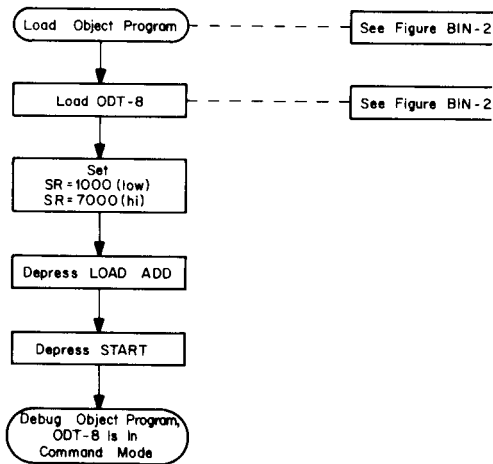 Load Object Program
See Figure BIN-2
Load ODT-8
See Figure BIN-2
Set
SR=1000 (low)
SR=7000 (hi)
Depress LOAD ADD
Depress START
Debug Object Program,
ODT-8 Is In
Command Mode